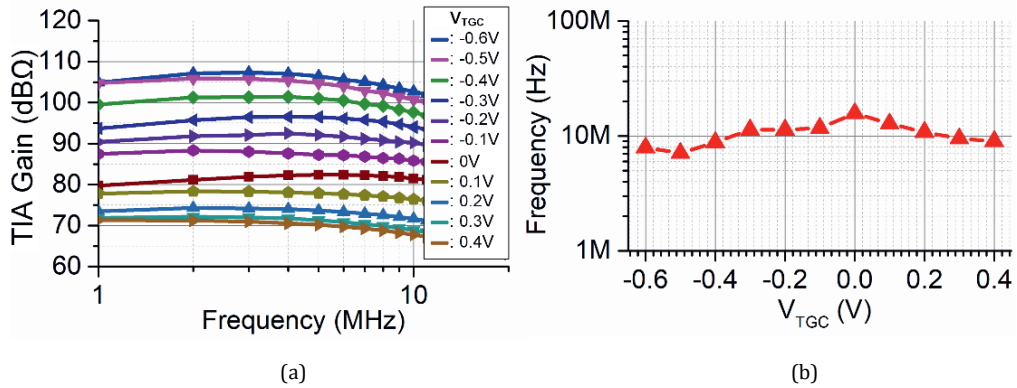 120
110
100
90
80
70
60
TIA Gain (dBΩ)
1
10
Frequency (MHz)
V_TGC
: -0.6V
: -0.5V
: -0.4V
: -0.3V
: -0.2V
: -0.1V
: 0V
: 0.1V
: 0.2V
: 0.3V
: 0.4V
(a)
100M
10M
1M
Frequency (Hz)
-0.6
-0.4
-0.2
0.0
0.2
0.4
V_TGC (V)
(b)